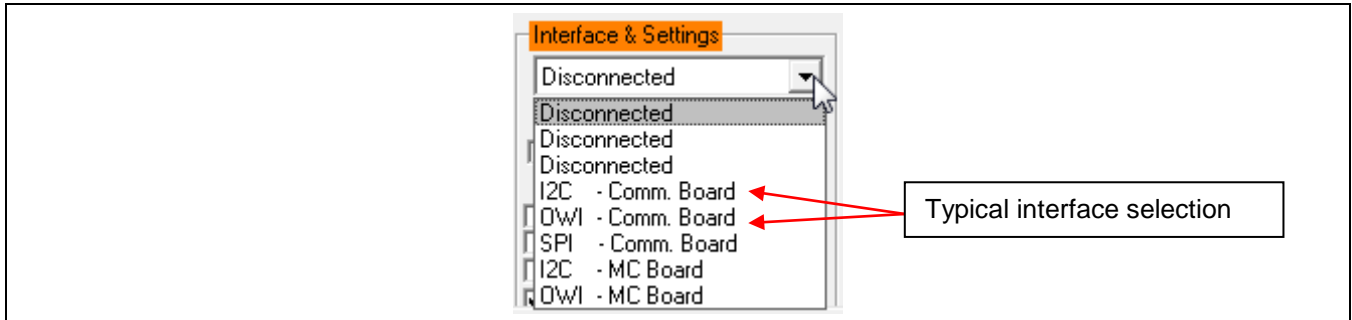 Interface & Settings
Disconnected
Disconnected
Disconnected
Disconnected
I2C - Comm. Board
OWI - Comm. Board
SPI - Comm. Board
I2C - MC Board
OWI - MC Board
Typical interface selection